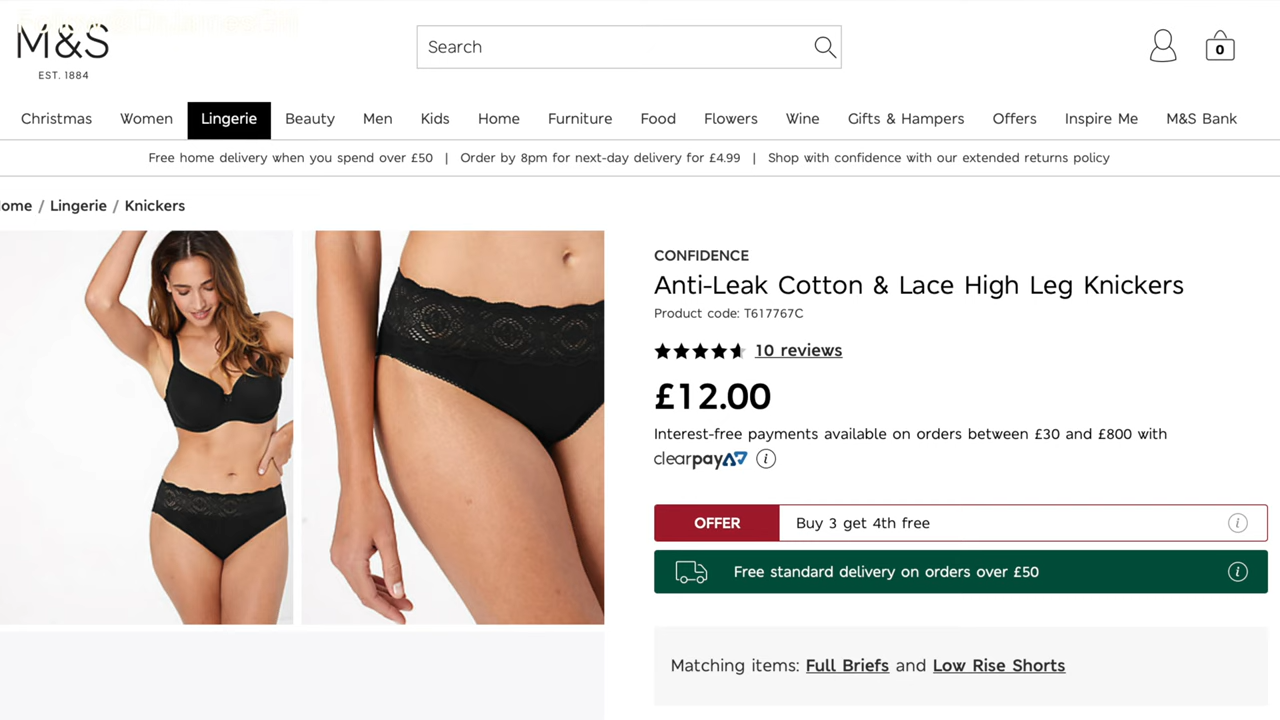 M&S
EST. 1884
Search
0
Christmas Women Lingerie Beauty Men Kids Home Furniture Food Flowers Wine Gifts & Hampers Offers Inspire Me M&S Bank
Free home delivery when you spend over £50 | Order by 8pm for next-day delivery for £4.99 | Shop with confidence with our extended returns policy
ome / Lingerie / Knickers
CONFIDENCE
Anti-Leak Cotton & Lace High Leg Knickers
Product code: T617767C
10 reviews
£12.00
Interest-free payments available on orders between £30 and £800 with
clearpay
OFFER Buy 3 get 4th free
Free standard delivery on orders over £50
Matching items: Full Briefs and Low Rise Shorts